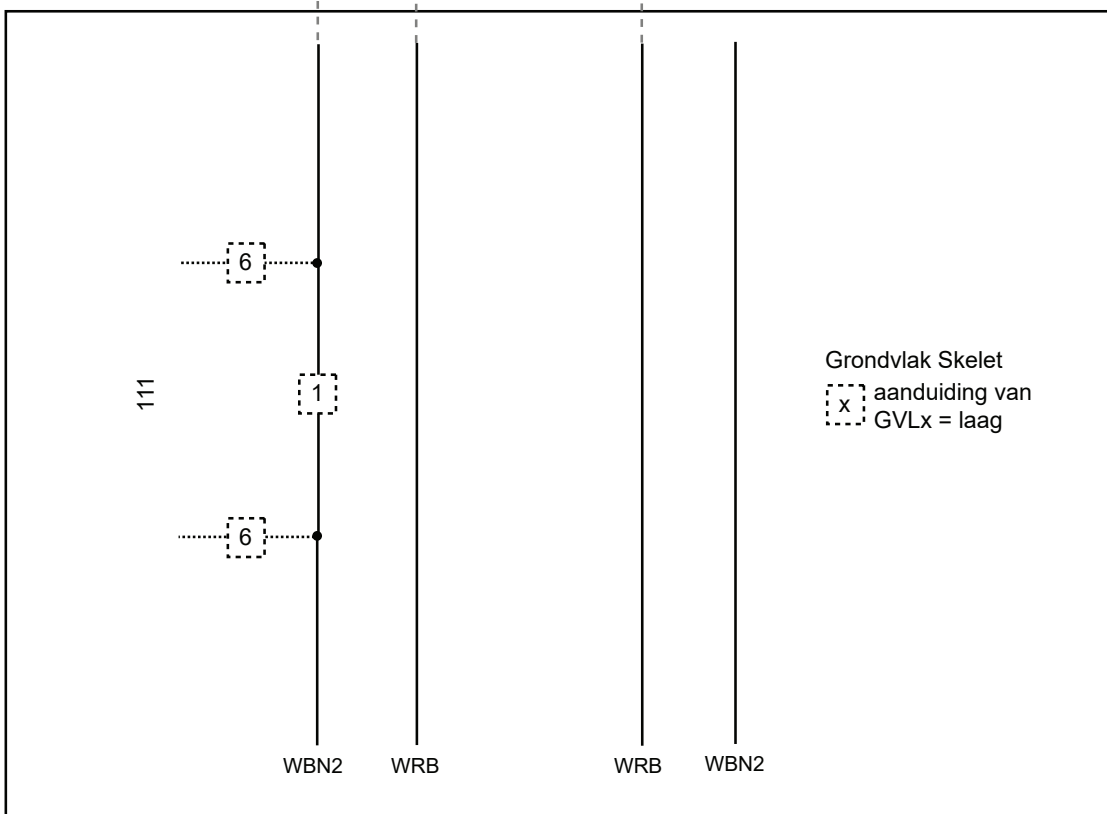 6
111
1
6
Grondvlak Skelet
x aanduiding van
GVLx = laag
WBN2 WRB WRB WBN2